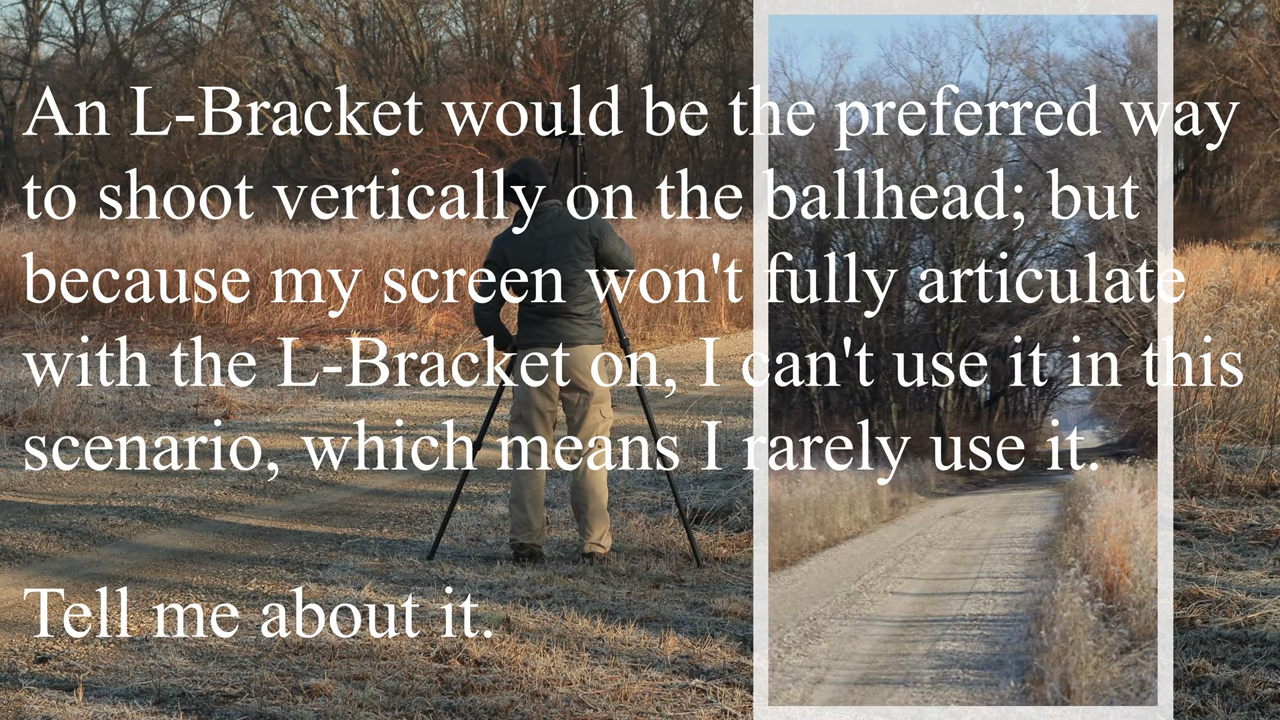 An L-Bracket would be the preferred way
to shoot vertically on the ballhead; but
because my screen won't fully articulate
with the L-Bracket on, I can't use it in this
scenario, which means I rarely use it.
Tell me about it.